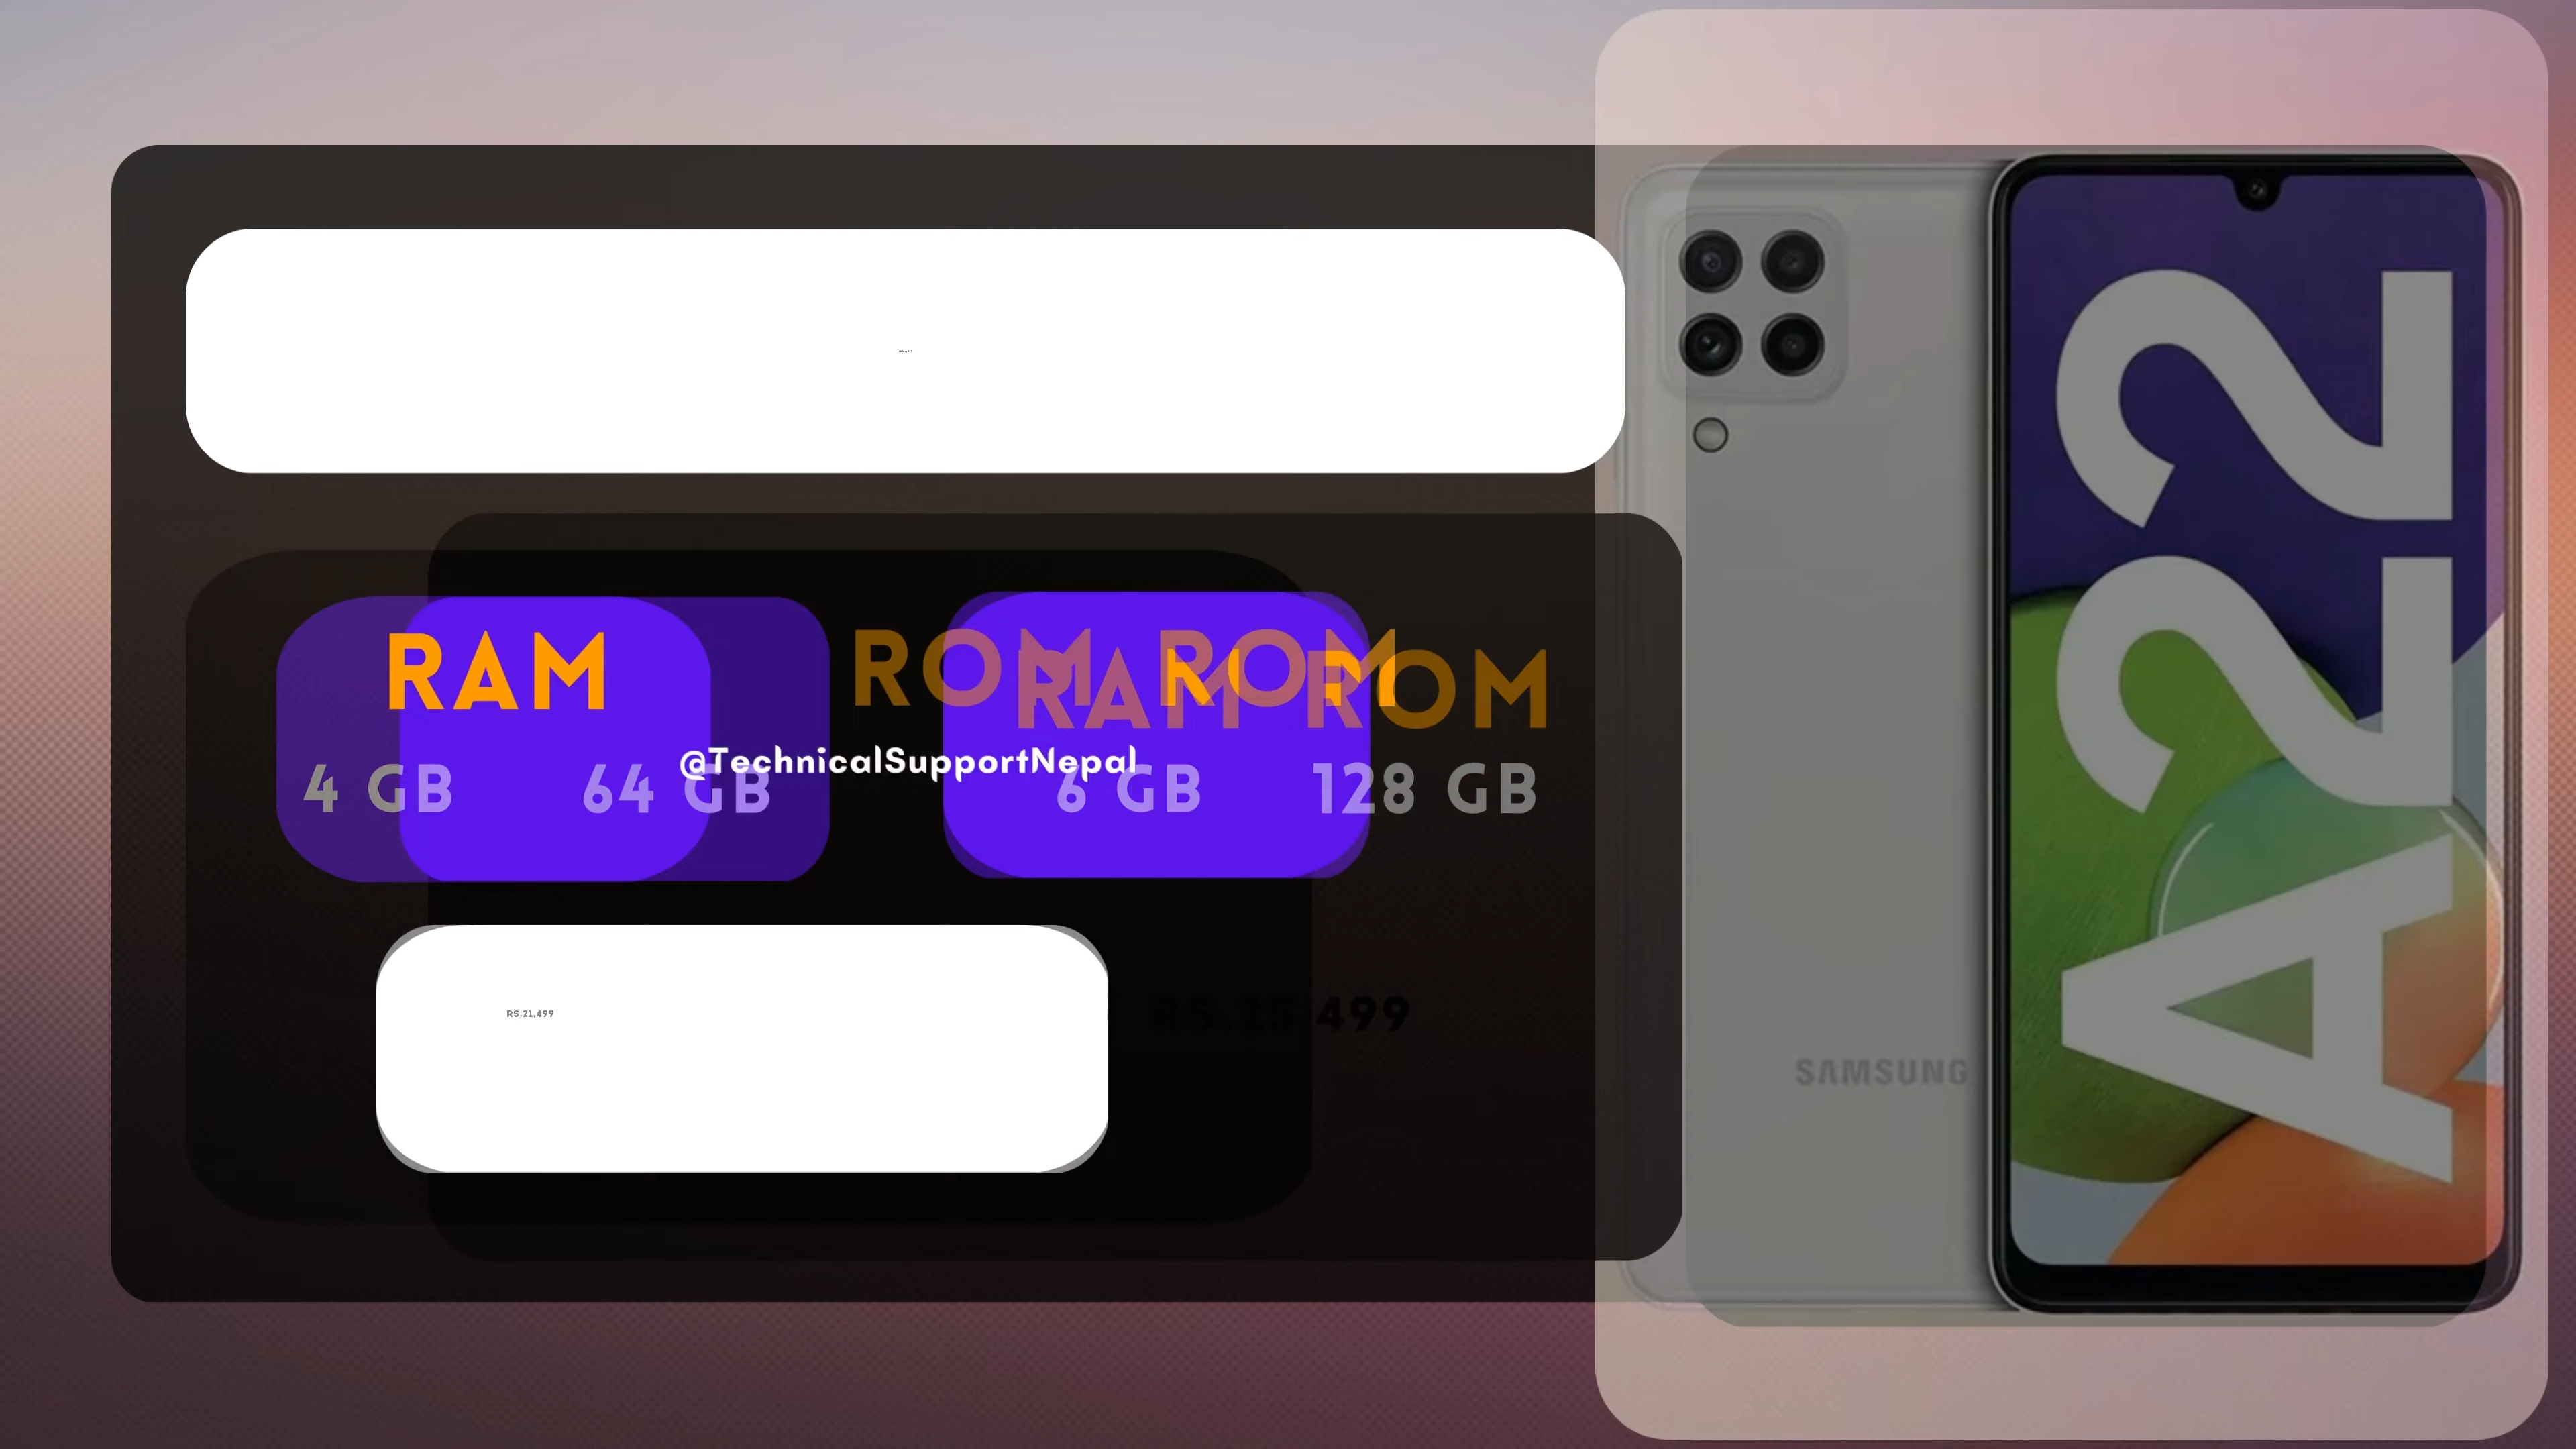 RAM
ROM
ROM
RAM
ROM
@TechnicalSupportNepal
4 GB
64 GB
6 GB
128 GB
RS.21,499
RS.25,499
SAMSUNG
A22